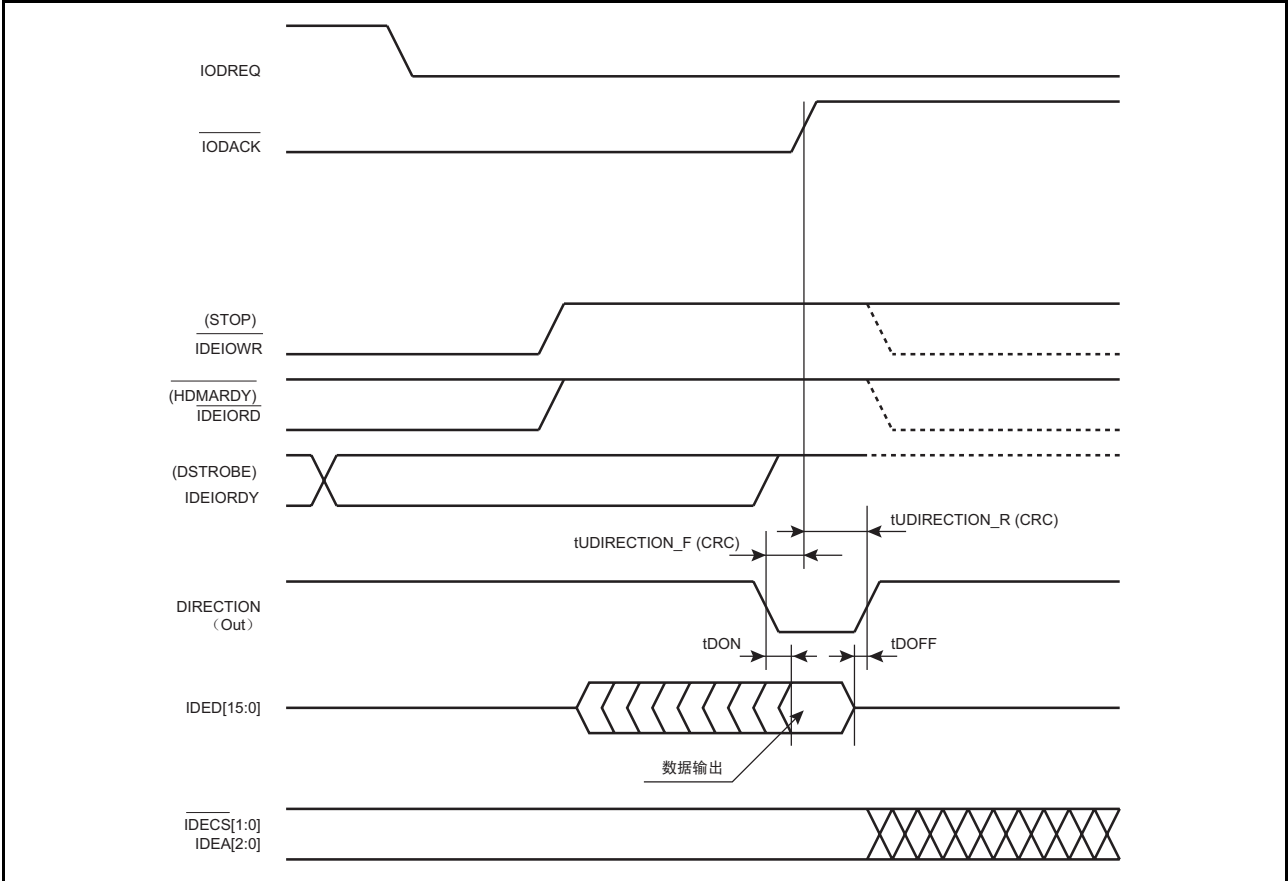 IODREQ
IODACK
(STOP)
IDEIOWR
(HDMARDY)
IDEIORD
(DSTROBE)
IDEIORDY
tUDIRECTION_R (CRC)
tUDIRECTION_F (CRC)
DIRECTION
（Out）
tDON
tDOFF
IDED[15:0]
数据输出
IDECS[1:0]
IDEA[2:0]